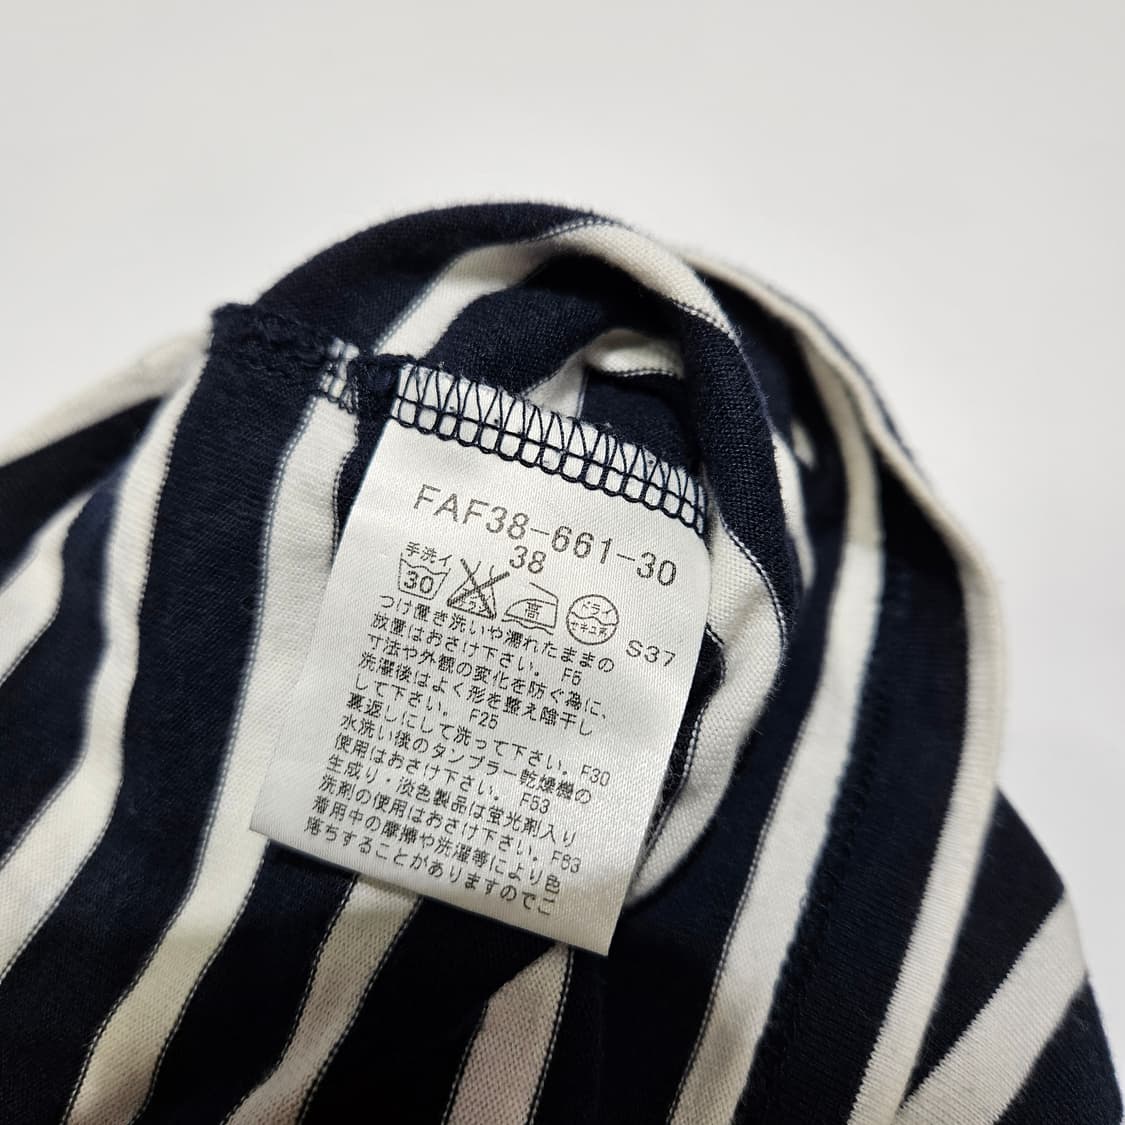 FAF38-661-30
38
手洗イ
30
高
ドライ
セキユ系
S37
つけ置き洗いや濡れたままの
放置はおさけ下さい。 F5
寸法や外観の変化を防ぐ為に、
洗濯後はよく形を整え陰干し
して下さい。 F25
裏返しにして洗って下さい。F30
水洗い後のタンブラー乾燥機の
使用はおさけ下さい。 F53
生成り・淡色製品は蛍光剤入り
洗剤の使用はおさけ下さい。F63
着用中の摩擦や洗濯等により色
落ちすることがありますのでご